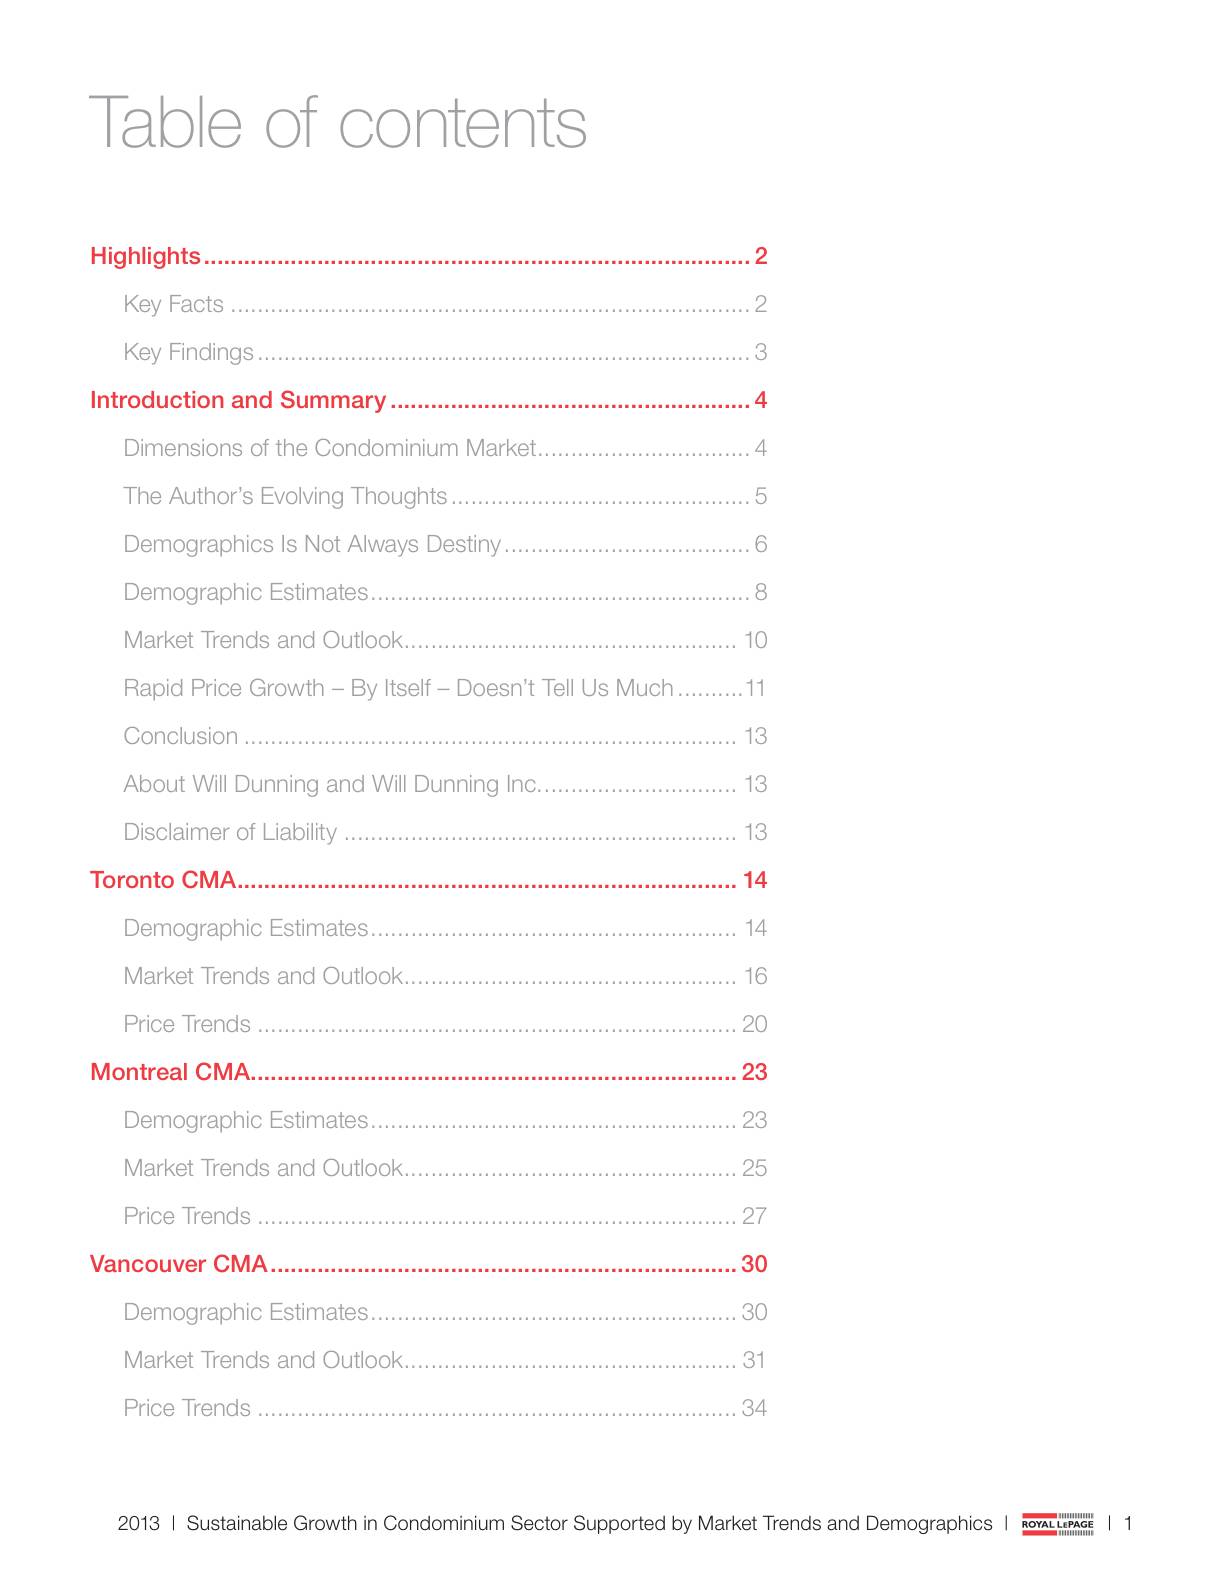 Table of contents
Highlights.................................................................................. 2
Key Facts .............................................................................. 2
Key Findings.......................................................................... 3
Introduction and Summary...................................................... 4
Dimensions of the Condominium Market................................ 4
The Author’s Evolving Thoughts............................................. 5
Demographics Is Not Always Destiny..................................... 6
Demographic Estimates......................................................... 8
Market Trends and Outlook.................................................. 10
Rapid Price Growth – By Itself – Doesn’t Tell Us Much..........11
Conclusion .......................................................................... 13
About Will Dunning and Will Dunning Inc.............................. 13
Disclaimer of Liability ........................................................... 13
Toronto CMA........................................................................... 14
Demographic Estimates....................................................... 14
Market Trends and Outlook.................................................. 16
Price Trends ........................................................................ 20
Montreal CMA......................................................................... 23
Demographic Estimates....................................................... 23
Market Trends and Outlook.................................................. 25
Price Trends ........................................................................ 27
Vancouver CMA...................................................................... 30
Demographic Estimates....................................................... 30
Market Trends and Outlook.................................................. 31
Price Trends ........................................................................ 34
2013 | Sustainable Growth in Condominium Sector Supported by Market Trends and Demographics | ROYAL LEPAGE | 1